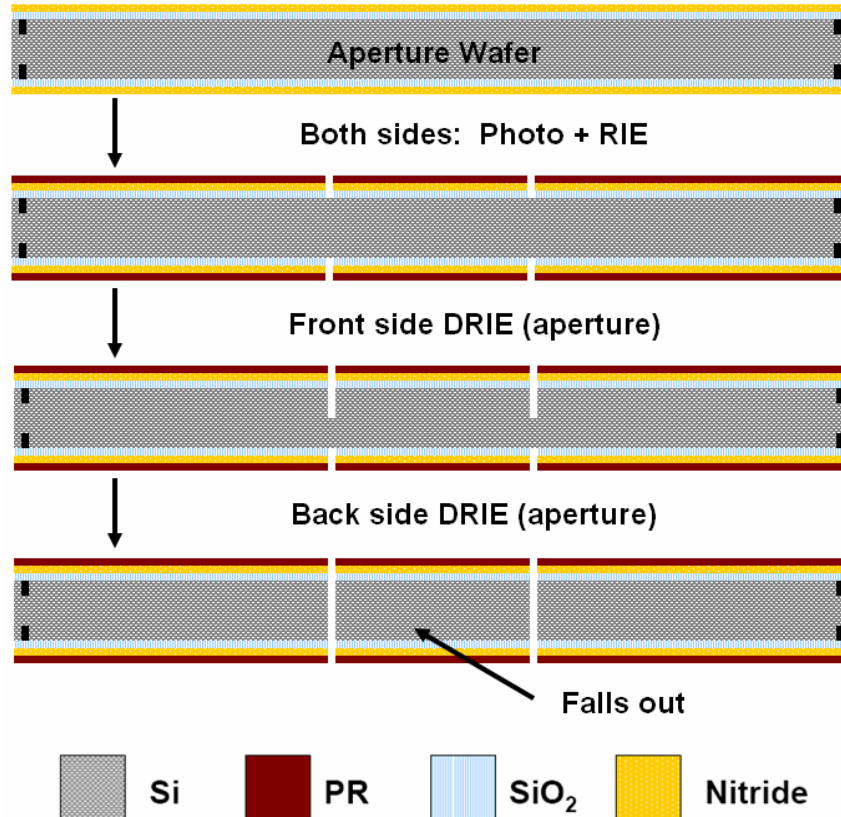 Aperture Wafer
Both sides: Photo + RIE
Front side DRIE (aperture)
Back side DRIE (aperture)
Falls out
Si PR SiO₂ Nitride